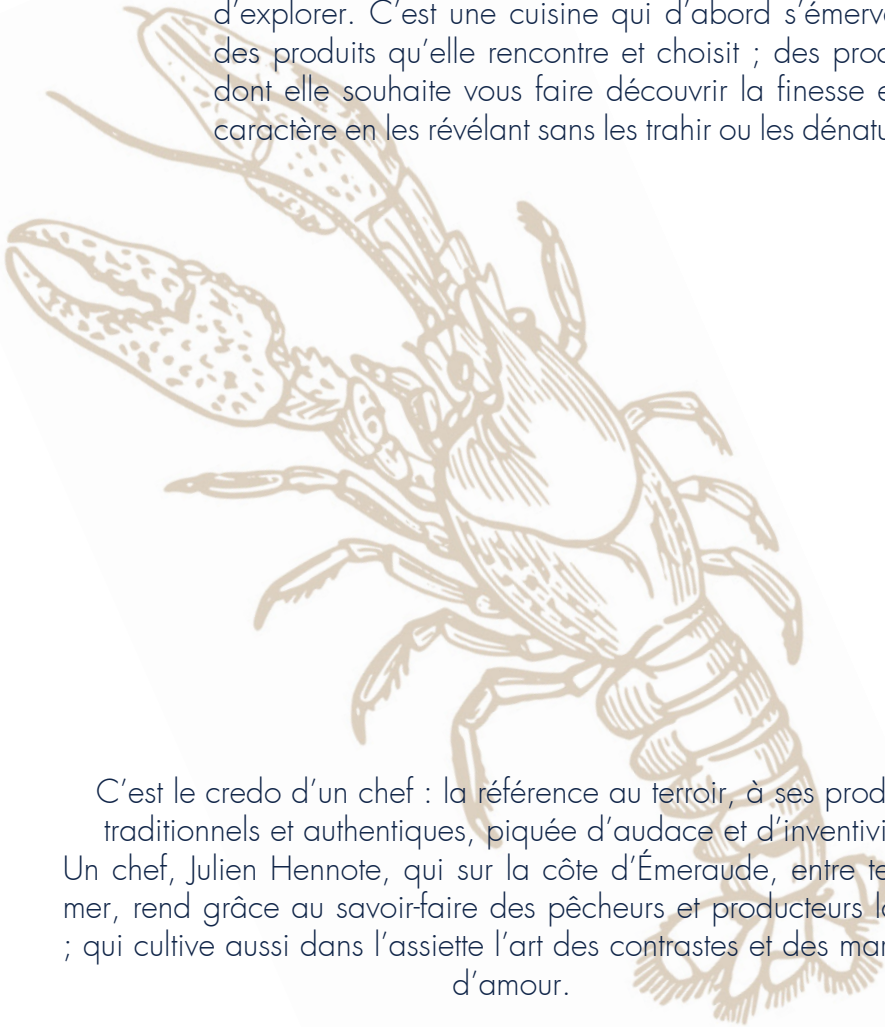 d’explorer. C’est une cuisine qui d’abord s’émerv
des produits qu’elle rencontre et choisit ; des prod
dont elle souhaite vous faire découvrir la finesse e
caractère en les révélant sans les trahir ou les dénatu
C’est le credo d’un chef : la référence au terroir, à ses prod
traditionnels et authentiques, piquée d’audace et d’inventivi
Un chef, Julien Hennote, qui sur la côte d’Émeraude, entre te
mer, rend grâce au savoir-faire des pêcheurs et producteurs lo
; qui cultive aussi dans l’assiette l’art des contrastes et des mar
d’amour.